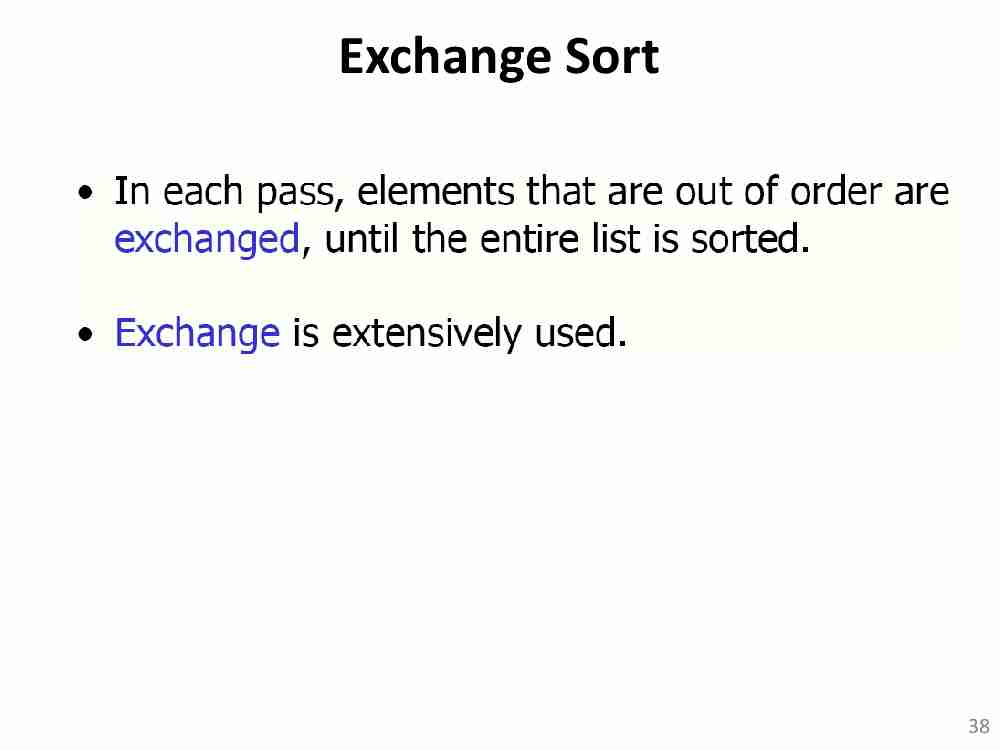 Exchange Sort
• In each pass, elements that are out of order are
exchanged, until the entire list is sorted.
• Exchange is extensively used.
38